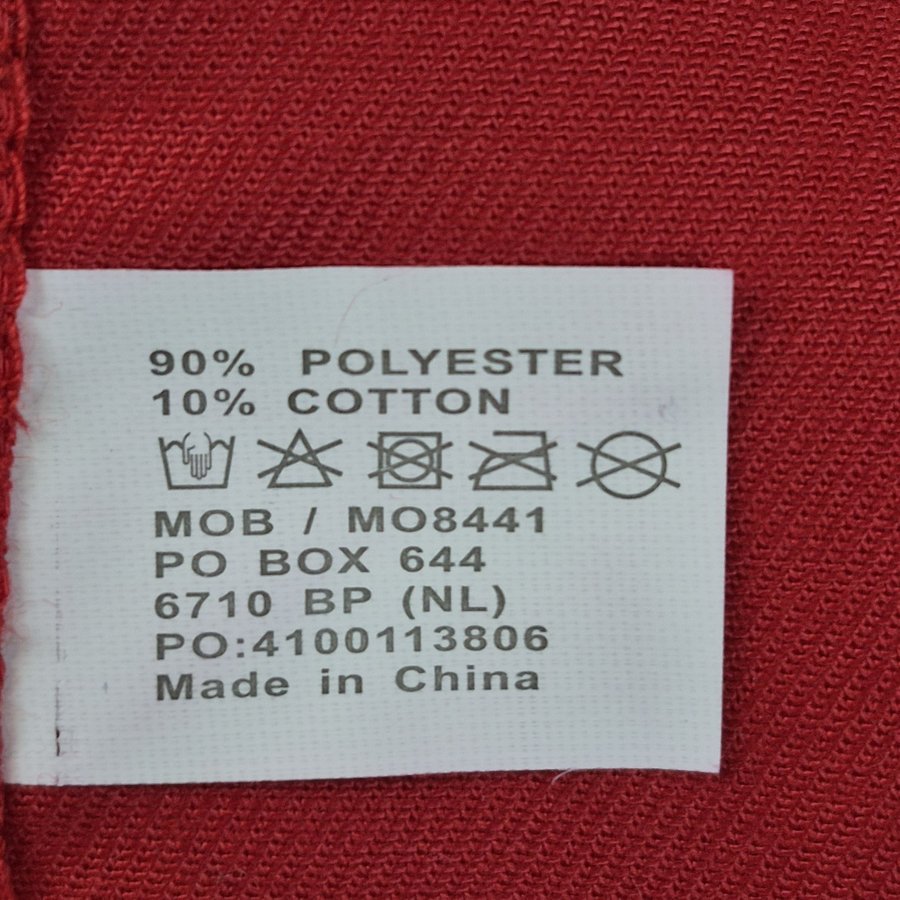 90% POLYESTER
10% COTTON
MOB / MO8441
PO BOX 644
6710 BP (NL)
PO:4100113806
Made in China